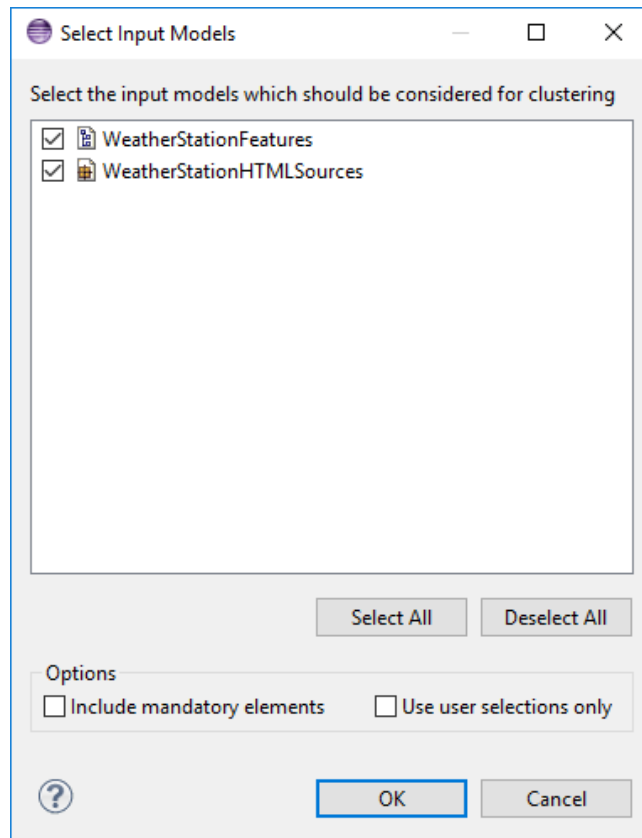 Select Input Models
Select the input models which should be considered for clustering
WeatherStationFeatures
WeatherStationHTMLSources
Select All
Deselect All
Options
Include mandatory elements
Use user selections only
?
OK
Cancel